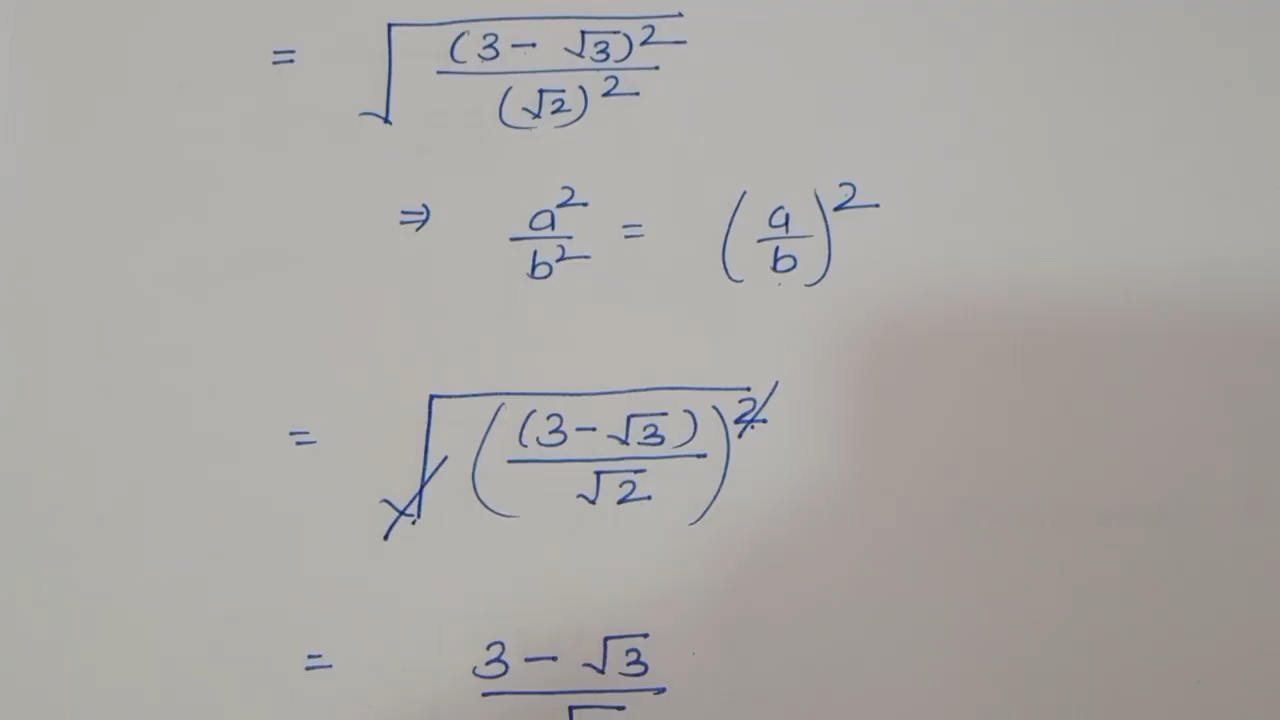 = √((3 - √3)² / (√2)²)
⇒ a² / b² = (a / b)²
= √(((3 - √3) / √2)²)
= 3 - √3